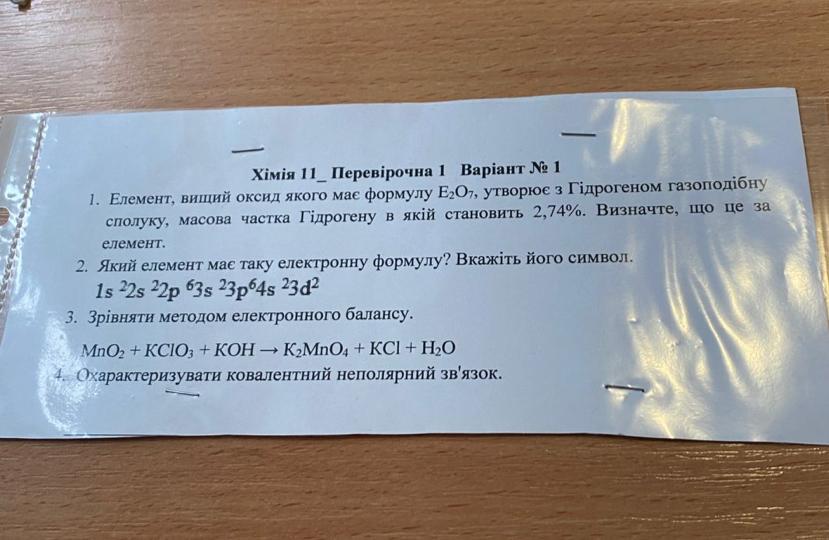 Хімія 11_ Перевірочна 1 Варіант № 1
1. Елемент, вищий оксид якого має формулу E₂O₇, утворює з Гідрогеном газоподібну
сполуку, масова частка Гідрогену в якій становить 2,74%. Визначте, що це за
елемент.
2. Який елемент має таку електронну формулу? Вкажіть його символ.
1s ²2s ²2p ⁶3s ²3p⁶4s ²3d²
3. Зрівняти методом електронного балансу.
MnO₂ + KClO₃ + KOH → K₂MnO₄ + KCl + H₂O
4. Охарактеризувати ковалентний неполярний зв'язок.